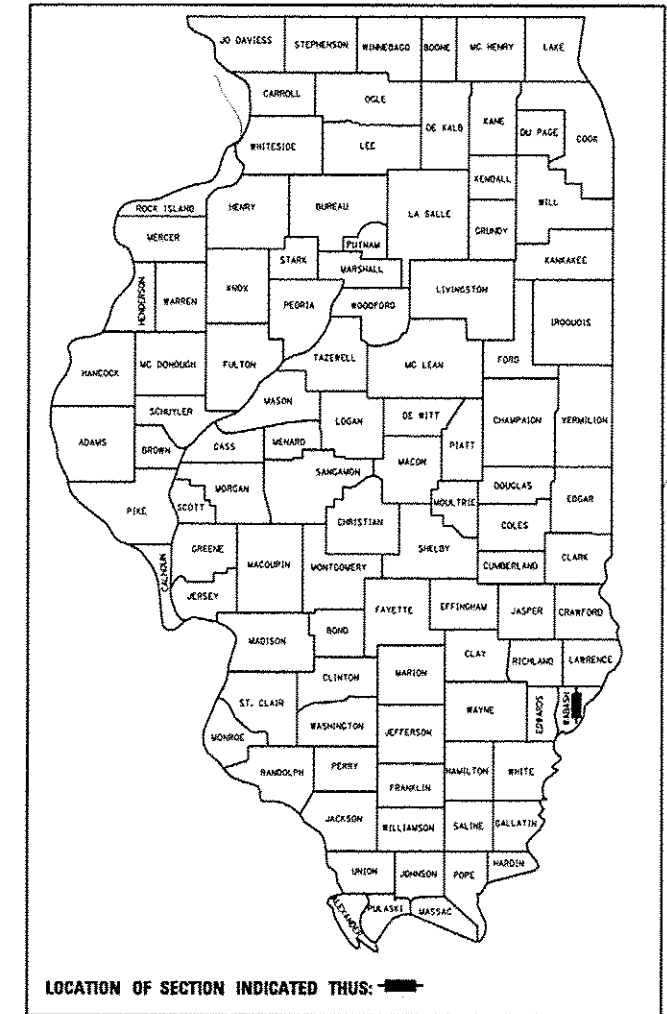 JO DAVIESS
STEPHENSON
WINNEBAGO
BOONE
MC HENRY
LAKE
CARROLL
OGLE
DE KALB
KANE
DU PAGE
COOK
WHITESIDE
LEE
KENDALL
WILL
ROCK ISLAND
HENRY
BUREAU
LA SALLE
GRUNDY
MERCER
PUTNAM
STARK
MARSHALL
KANKAKEE
HENDERSON
WARREN
KNOX
PEORIA
WOODFORD
LIVINGSTON
IROQUOIS
HANCOCK
MC DONOUGH
FULTON
TAZEWELL
MC LEAN
FORD
MASON
SCHUYLER
LOGAN
DE WITT
CHAMPAION
VERMILION
ADAMS
BROWN
CASS
MENARD
PIATT
MACON
SANGAMON
MORGAN
DOUGLAS
EDGAR
PIKE
SCOTT
CHRISTIAN
MOULTRIE
COLES
GREENE
MACOUPIN
MONTGOMERY
SHELBY
CUMBERLAND
CLARK
CALHOUN
JERSEY
FAYETTE
EFFINGHAM
JASPER
CRAWFORD
MADISON
BOND
CLAY
RICHLAND
LAWRENCE
CLINTON
MARION
ST. CLAIR
WAYNE
EDWARDS
WABASH
WASHINGTON
JEFFERSON
MONROE
RANDOLPH
PERRY
HAMILTON
WHITE
FRANKLIN
JACKSON
WILLIAMSON
SALINE
GALLATIN
UNION
JOHNSON
POPE
HARDIN
ALEXANDER
PULASKI
MASSAC
LOCATION OF SECTION INDICATED THUS: